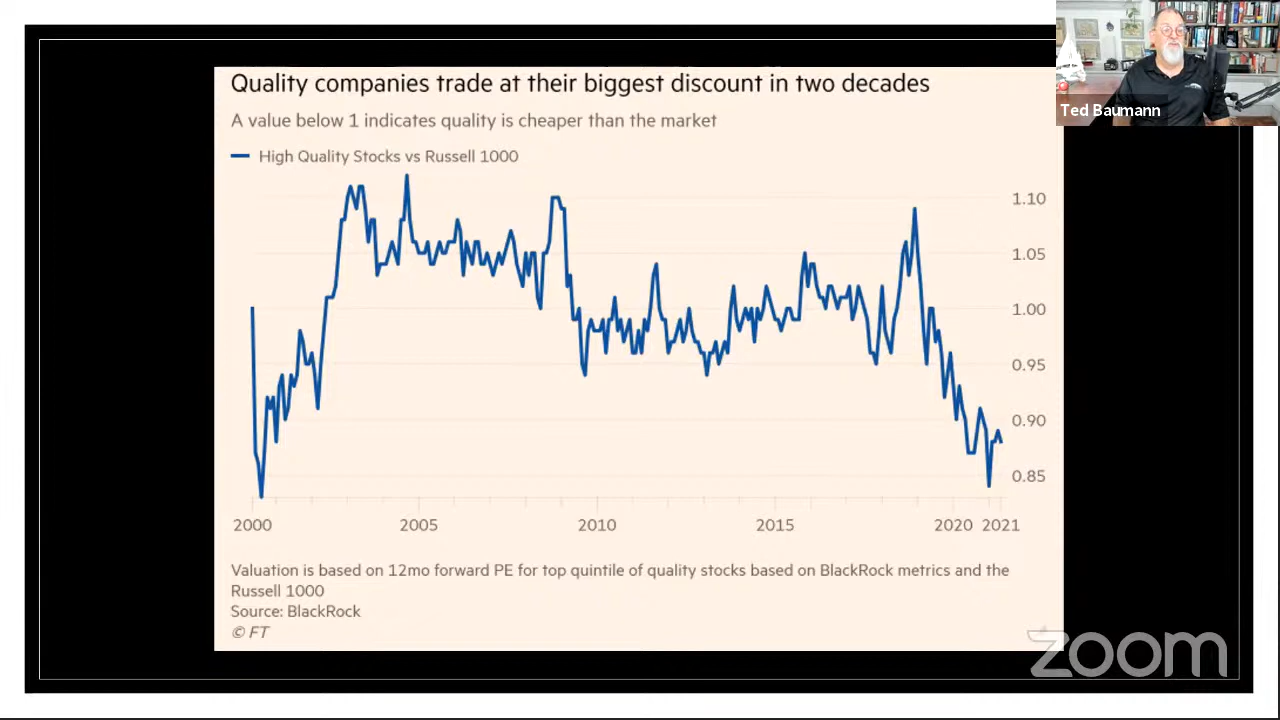 Quality companies trade at their biggest discount in two decades
A value below 1 indicates quality is cheaper than the market
High Quality Stocks vs Russell 1000
1.10
1.05
1.00
0.95
0.90
0.85
2000 2005 2010 2015 2020 2021
Valuation is based on 12mo forward PE for top quintile of quality stocks based on BlackRock metrics and the
Russell 1000
Source: BlackRock
© FT
Ted Baumann
zoom